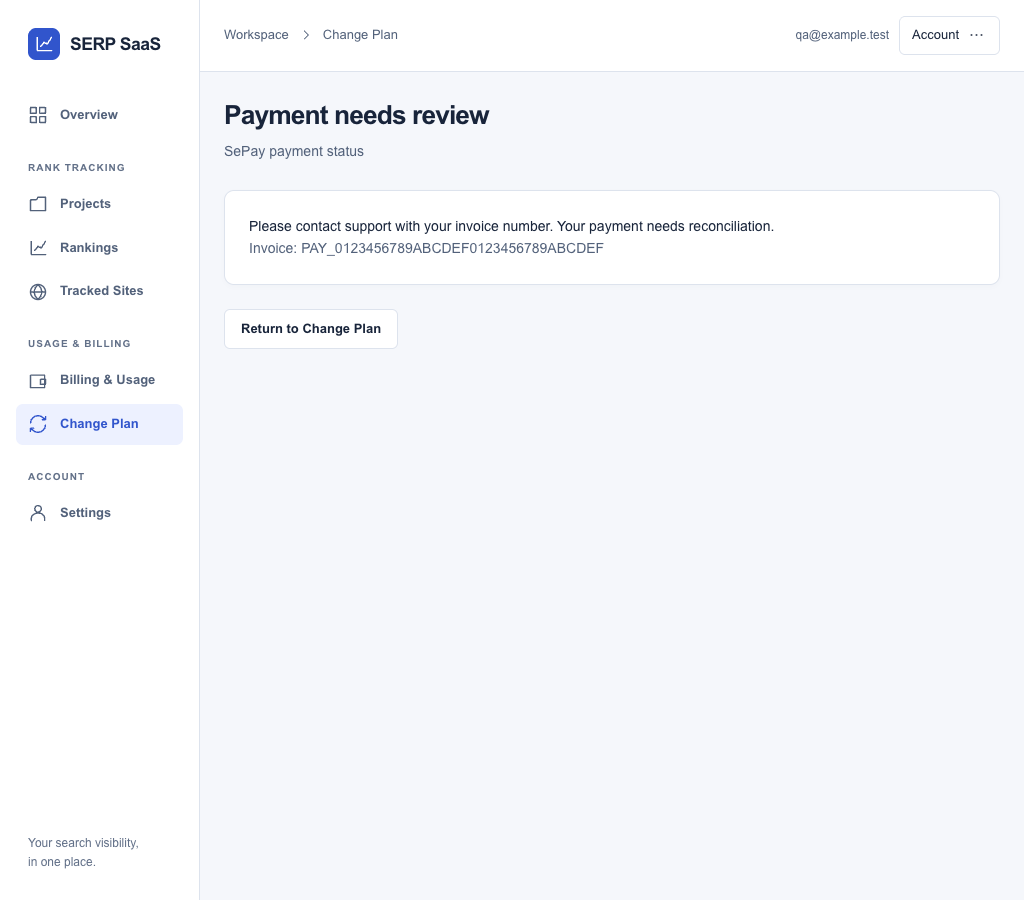 SERP SaaS
Overview
RANK TRACKING
Projects
Rankings
Tracked Sites
USAGE & BILLING
Billing & Usage
Change Plan
ACCOUNT
Settings
Your search visibility,
in one place.
Workspace > Change Plan
qa@example.test
Account ...
Payment needs review
SePay payment status
Please contact support with your invoice number. Your payment needs reconciliation.
Invoice: PAY_0123456789ABCDEF0123456789ABCDEF
Return to Change Plan